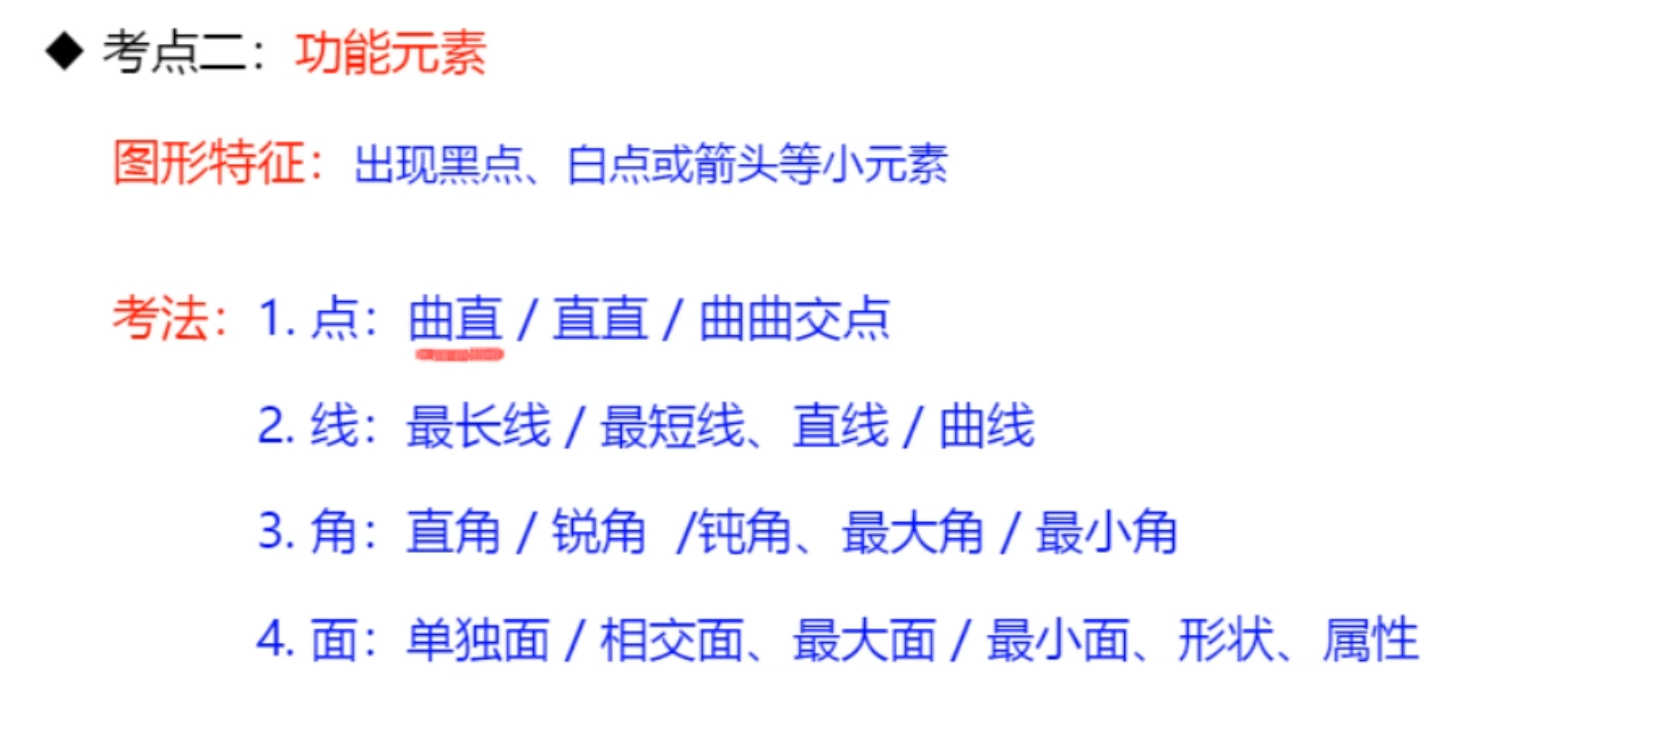 ◆ 考点二：功能元素
图形特征：出现黑点、白点或箭头等小元素
考法：1. 点：曲直 / 直直 / 曲曲交点
2. 线：最长线 / 最短线、直线 / 曲线
3. 角：直角 / 锐角 /钝角、最大角 / 最小角
4. 面：单独面 / 相交面、最大面 / 最小面、形状、属性